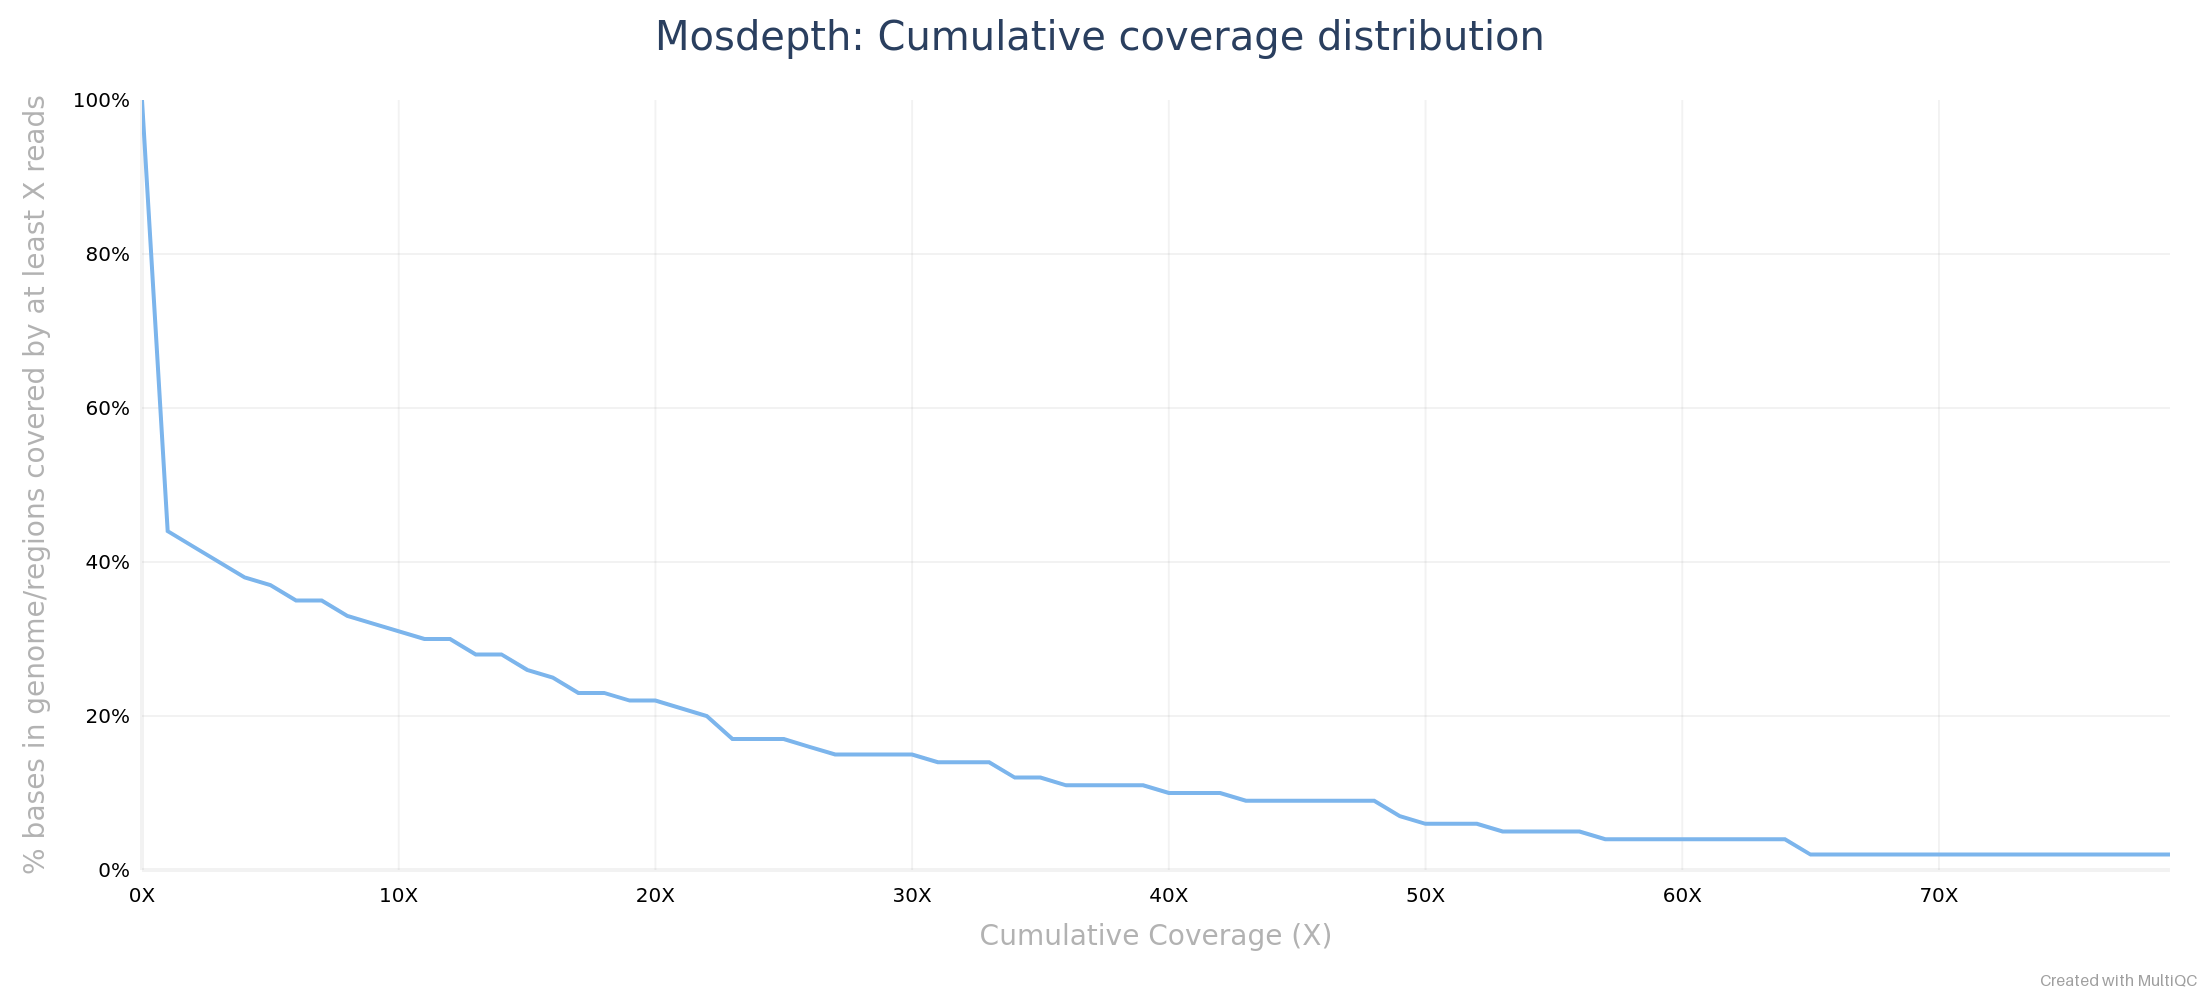 Mosdepth: Cumulative coverage distribution
% bases in genome/regions covered by at least X reads
100%
80%
60%
40%
20%
0%
0X 10X 20X 30X 40X 50X 60X 70X
Cumulative Coverage (X)
Created with MultiQC